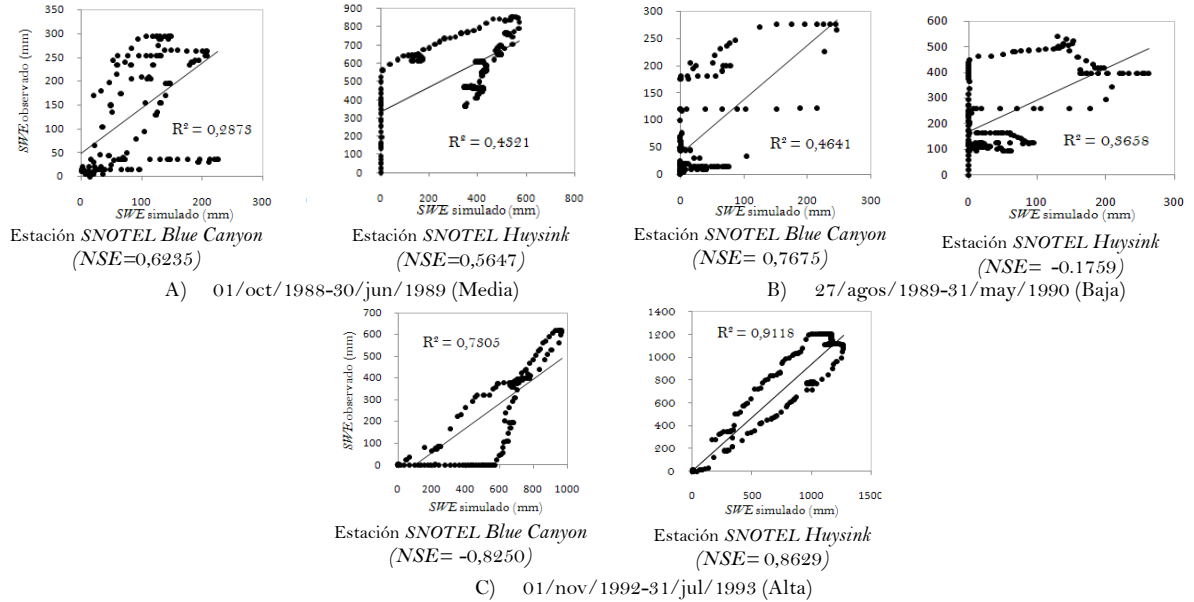 SWE observado (mm)
350
300
250
200
150
100
50
0
R² = 0,2873
0 100 200 300
SWE simulado (mm)
Estación SNOTEL Blue Canyon
(NSE=0,6235)
900
800
700
600
500
400
300
200
100
0
R² = 0,4321
0 200 400 600 800
SWE simulado (mm)
Estación SNOTEL Huysink
(NSE=0,5647)
A) 01/oct/1988-30/jun/1989 (Media)
300
250
200
150
100
50
0
R² = 0,4641
0 100 200 300
SWE simulado (mm)
Estación SNOTEL Blue Canyon
(NSE= 0,7675)
600
500
400
300
200
100
0
R² = 0,3658
0 100 200 300
SWE simulado (mm)
Estación SNOTEL Huysink
(NSE= -0.1759)
B) 27/agos/1989-31/may/1990 (Baja)
SWE observado (mm)
700
600
500
400
300
200
100
0
R² = 0,7305
0 200 400 600 800 1000
SWE simulado (mm)
Estación SNOTEL Blue Canyon
(NSE= -0,8250)
1400
1200
1000
800
600
400
200
0
R² = 0,9118
0 500 1000 1500
SWE simulado (mm)
Estación SNOTEL Huysink
(NSE= 0,8629)
C) 01/nov/1992-31/jul/1993 (Alta)